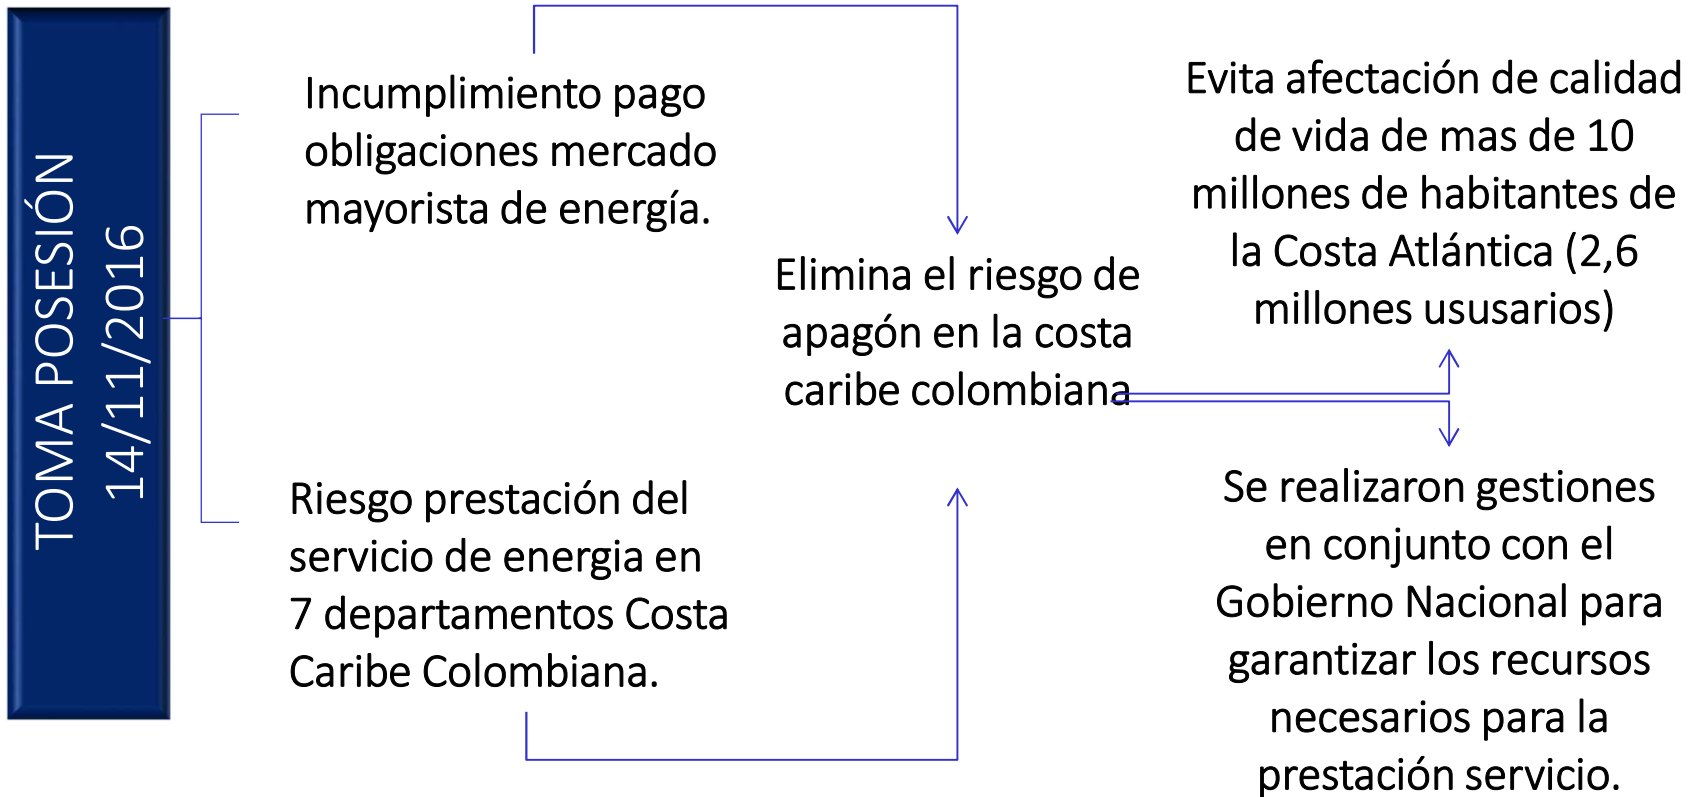 TOMA POSESIÓN
14/11/2016
Incumplimiento pago
obligaciones mercado
mayorista de energía.
Riesgo prestación del
servicio de energia en
7 departamentos Costa
Caribe Colombiana.
Elimina el riesgo de
apagón en la costa
caribe colombiana
Evita afectación de calidad
de vida de mas de 10
millones de habitantes de
la Costa Atlántica (2,6
millones ususarios)
Se realizaron gestiones
en conjunto con el
Gobierno Nacional para
garantizar los recursos
necesarios para la
prestación servicio.